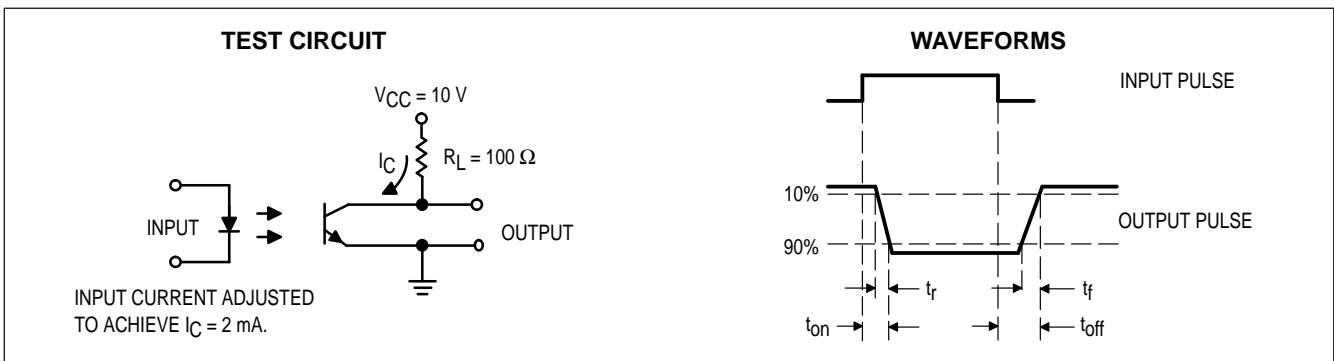 TEST CIRCUIT
VCC = 10 V
IC
RL = 100 Ω
INPUT
OUTPUT
INPUT CURRENT ADJUSTED
TO ACHIEVE IC = 2 mA.
WAVEFORMS
INPUT PULSE
10%
OUTPUT PULSE
90%
tr
tf
ton
toff